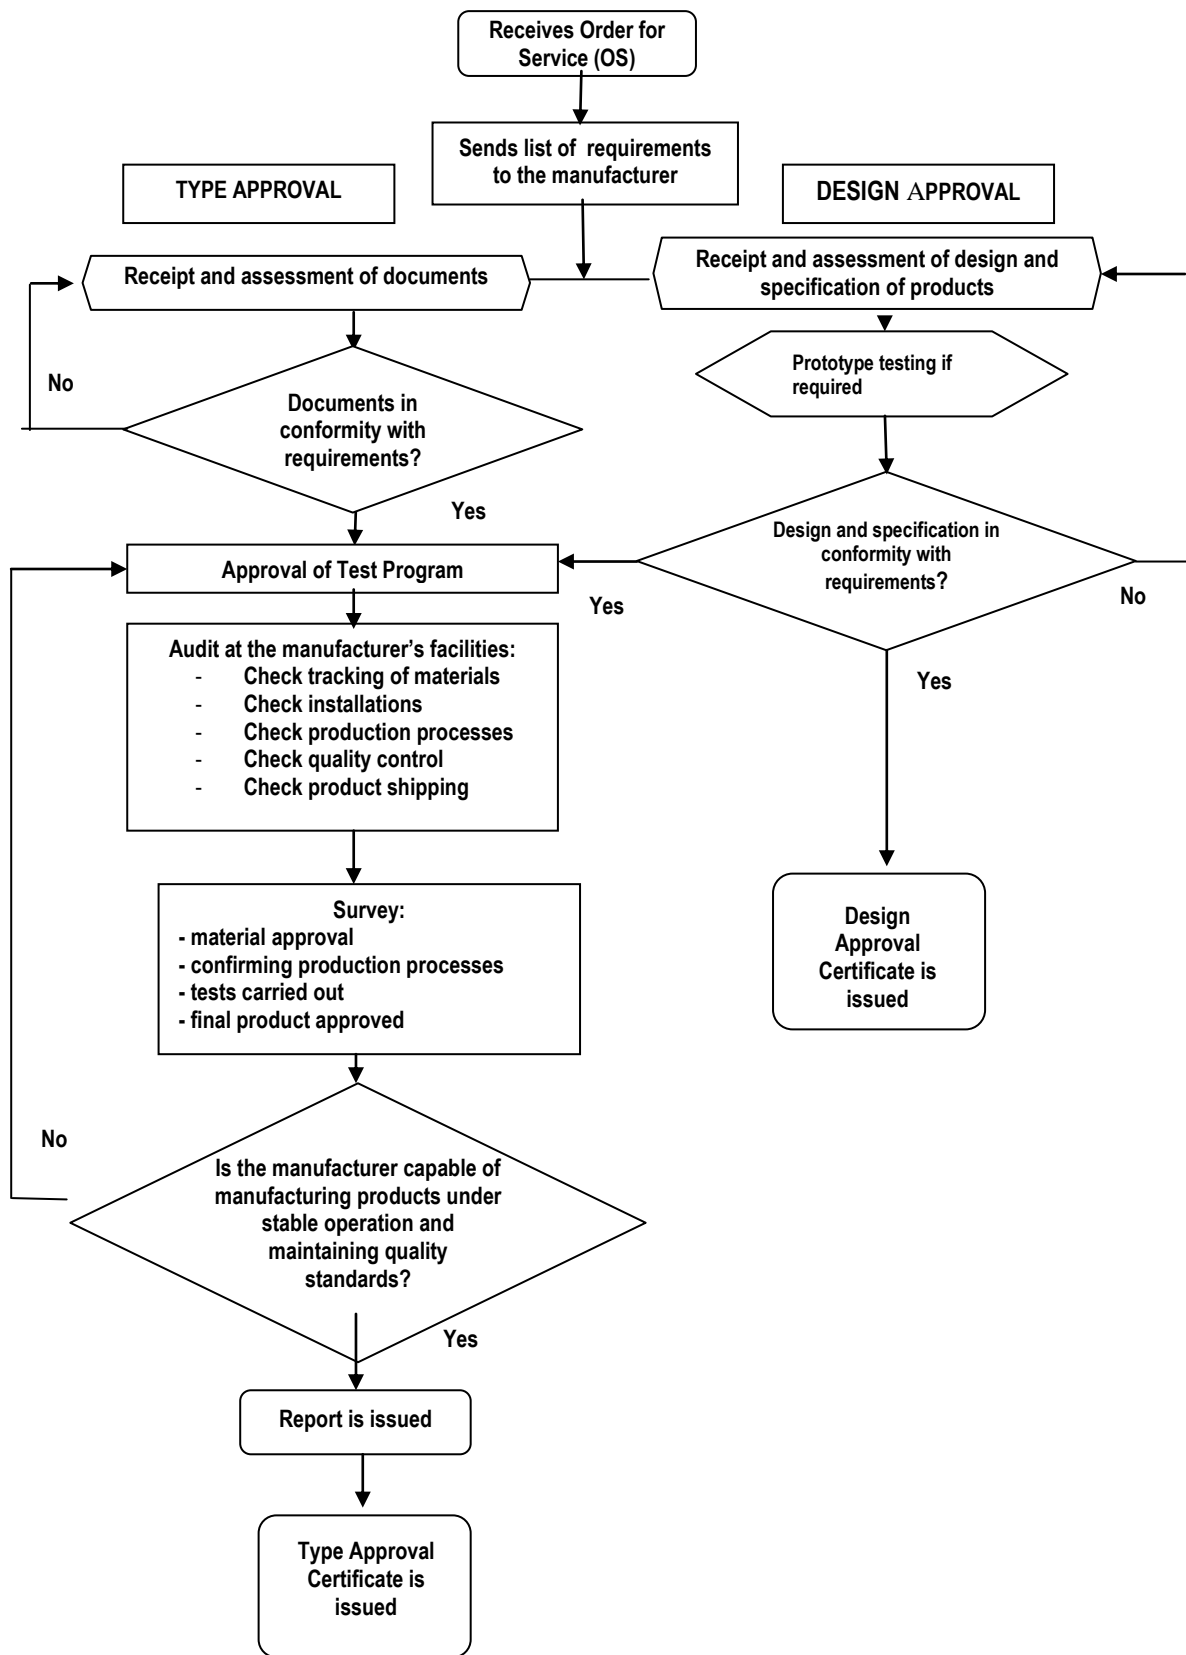 Receives Order for
Service (OS)
Sends list of requirements
to the manufacturer
TYPE APPROVAL
DESIGN APPROVAL
Receipt and assessment of documents
Receipt and assessment of design and
specification of products
Prototype testing if
required
No
Documents in
conformity with
requirements?
Yes
Design and specification in
conformity with
requirements?
Approval of Test Program
Yes
No
Audit at the manufacturer's facilities:
- Check tracking of materials
- Check installations
- Check production processes
- Check quality control
- Check product shipping
Yes
Survey:
- material approval
- confirming production processes
- tests carried out
- final product approved
Design
Approval
Certificate is
issued
No
Is the manufacturer capable of
manufacturing products under
stable operation and
maintaining quality
standards?
Yes
Report is issued
Type Approval
Certificate is
issued